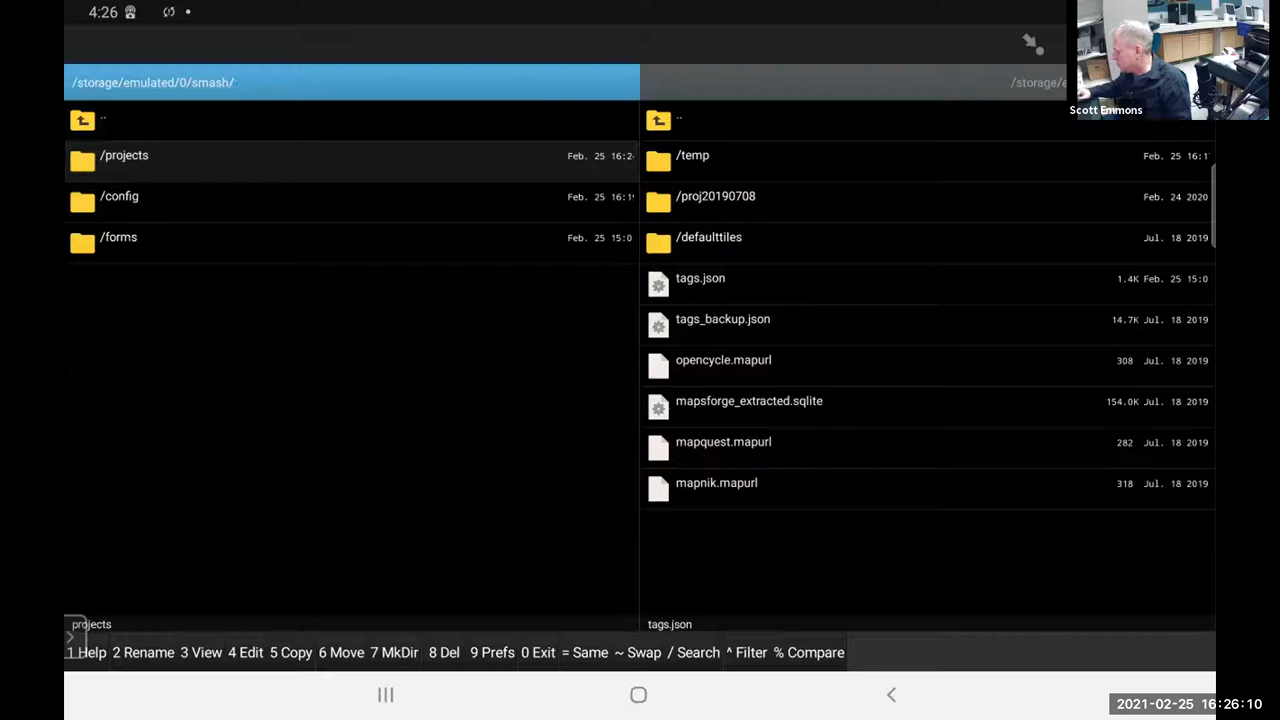 4:26
/storage/emulated/0/smash/
/storage/e
Scott Emmons
..
/projects Feb. 25 16:2
/config Feb. 25 16:1
/forms Feb. 25 15:0
..
/temp Feb. 25 16:1
/proj20190708 Feb. 24 2020
/defaulttiles Jul. 18 2019
tags.json 1.4K Feb. 25 15:0
tags_backup.json 14.7K Jul. 18 2019
opencycle.mapurl 308 Jul. 18 2019
mapsforge_extracted.sqlite 154.0K Jul. 18 2019
mapquest.mapurl 282 Jul. 18 2019
mapnik.mapurl 318 Jul. 18 2019
projects
tags.json
1 Help 2 Rename 3 View 4 Edit 5 Copy 6 Move 7 MkDir 8 Del 9 Prefs 0 Exit = Same ~ Swap / Search ^ Filter % Compare
2021-02-25 16:26:10